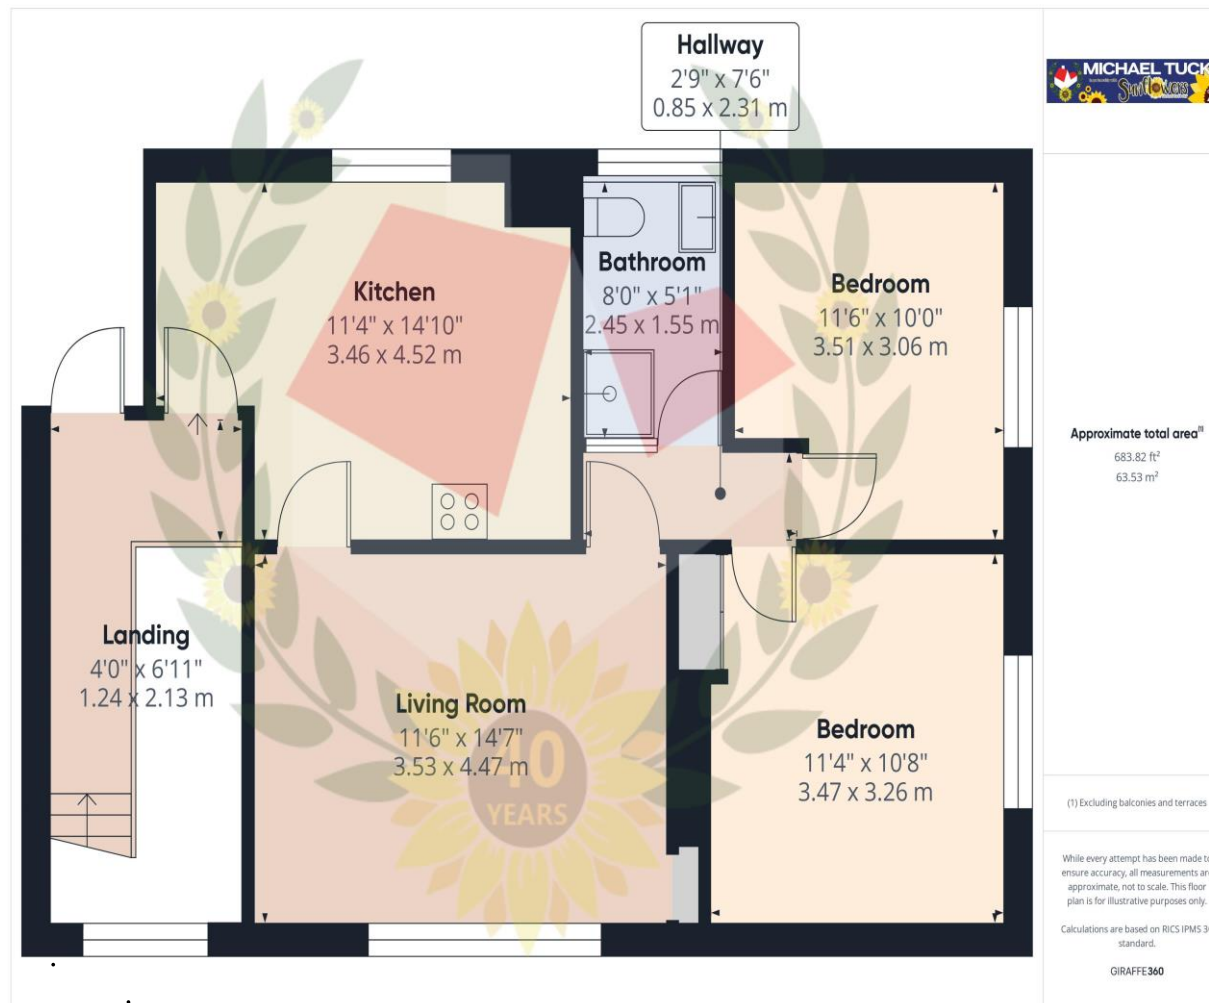 Hallway
2'9" x 7'6"
0.85 x 2.31 m
MICHAEL TUCK
Sunflowers
Kitchen
11'4" x 14'10"
3.46 x 4.52 m
Bathroom
8'0" x 5'1"
2.45 x 1.55 m
Bedroom
11'6" x 10'0"
3.51 x 3.06 m
Approximate total area(1)
683.82 ft²
63.53 m²
Landing
4'0" x 6'11"
1.24 x 2.13 m
Living Room
11'6" x 14'7"
3.53 x 4.47 m
40
YEARS
Bedroom
11'4" x 10'8"
3.47 x 3.26 m
(1) Excluding balconies and terraces
While every attempt has been made to
ensure accuracy, all measurements are
approximate, not to scale. This floor
plan is for illustrative purposes only.
Calculations are based on RICS IPMS 3
standard.
GIRAFFE360